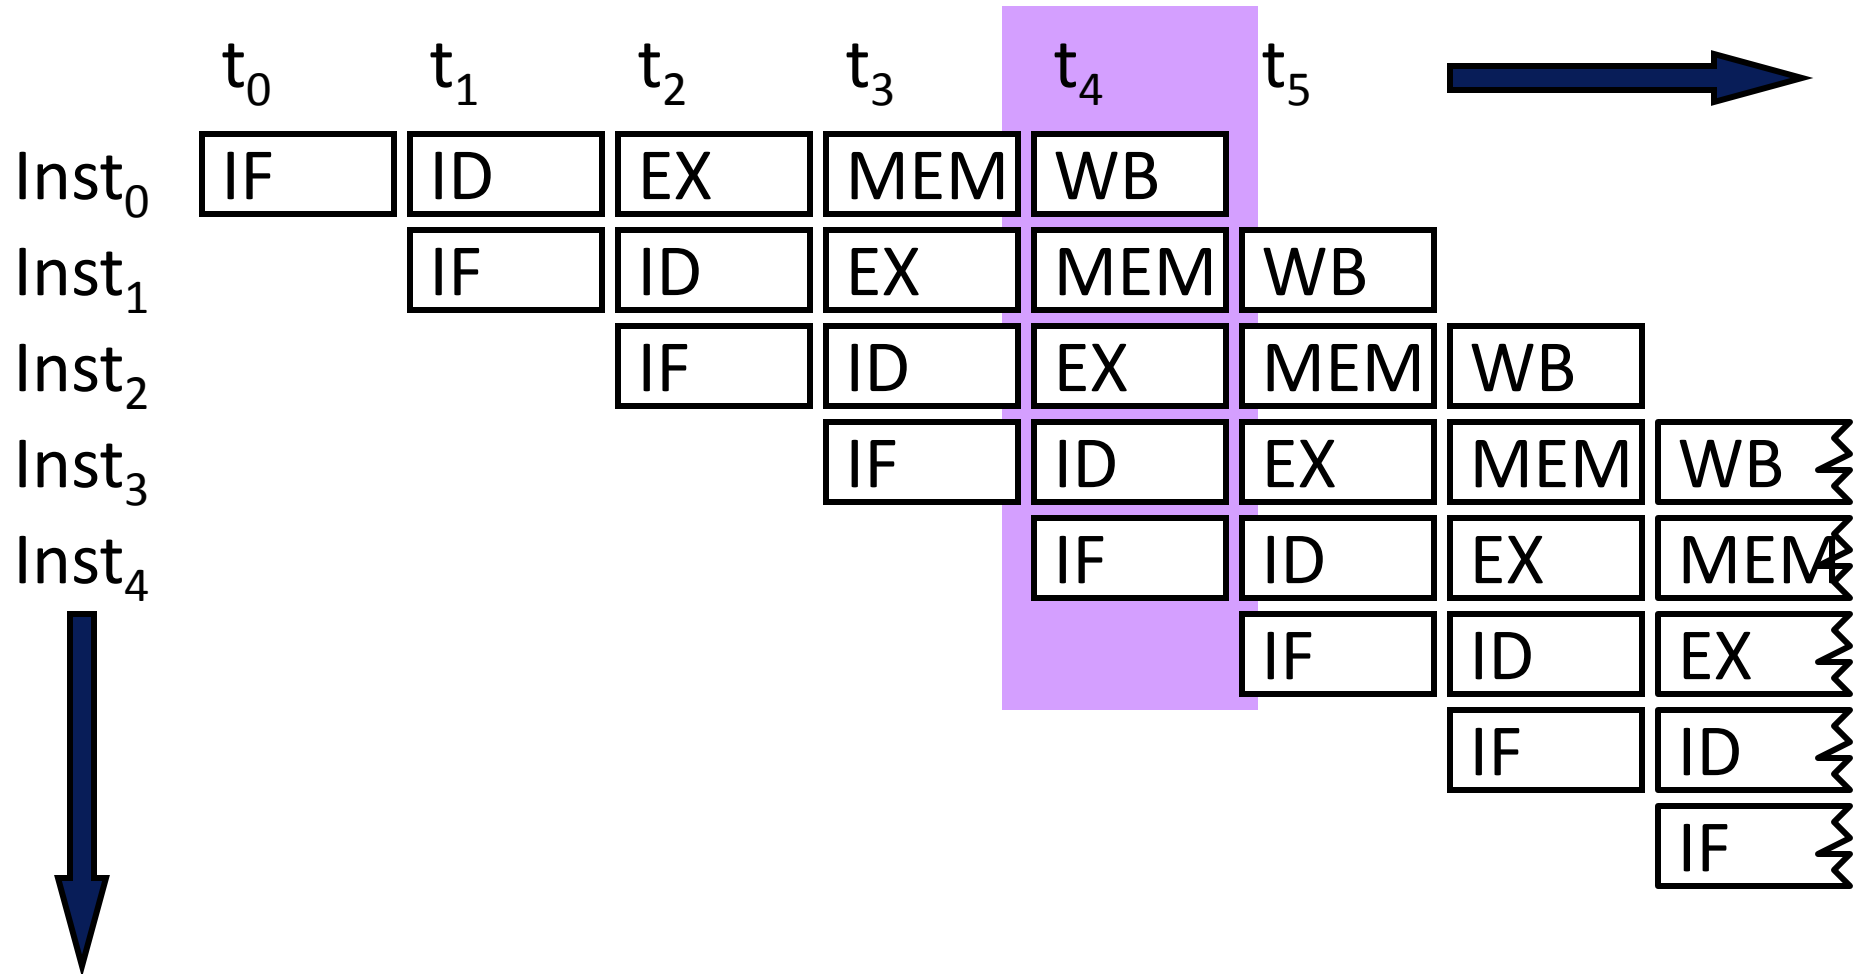 t0 t1 t2 t3 t4 t5
Inst0 IF ID EX MEM WB
Inst1 IF ID EX MEM WB
Inst2 IF ID EX MEM WB
Inst3 IF ID EX MEM WB
Inst4 IF ID EX MEM
IF ID EX
IF ID
IF